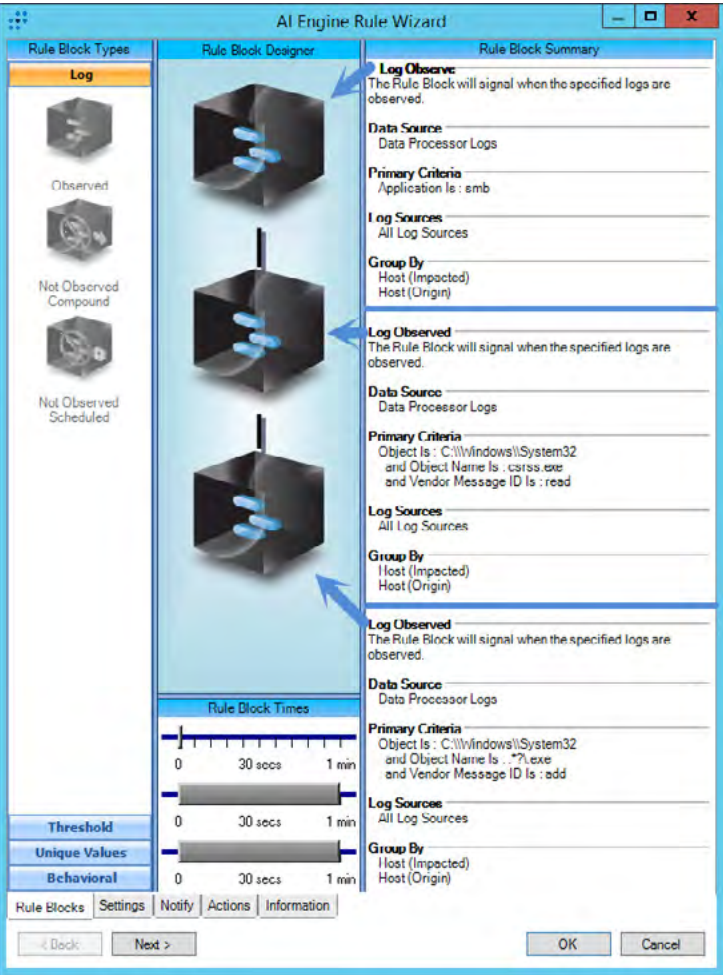 AI Engine Rule Wizard
Rule Block Types
Log
Observed
Not Observed
Compound
Not Observed
Scheduled
Threshold
Unique Values
Behavioral
Rule Block Designer
Rule Block Times
0 30 secs 1 min
0 30 secs 1 min
0 30 secs 1 min
Rule Block Summary
Log Observe
The Rule Block will signal when the specified logs are
observed.
Data Source
Data Processor Logs
Primary Criteria
Application Is : smb
Log Sources
All Log Sources
Group By
Host (Impacted)
Host (Origin)
Log Observed
The Rule Block will signal when the specified logs are
observed.
Data Source
Data Processor Logs
Primary Criteria
Object Is : C:\\Windows\\System32
and Object Name Is : csrss.exe
and Vendor Message ID Is : read
Log Sources
All Log Sources
Group By
Host (Impacted)
Host (Origin)
Log Observed
The Rule Block will signal when the specified logs are
observed.
Data Source
Data Processor Logs
Primary Criteria
Object Is : C:\\Windows\\System32
and Object Name Is : .*?\.exe
and Vendor Message ID Is : add
Log Sources
All Log Sources
Group By
Host (Impacted)
Host (Origin)
Rule Blocks Settings Notify Actions Information
< Back Next > OK Cancel